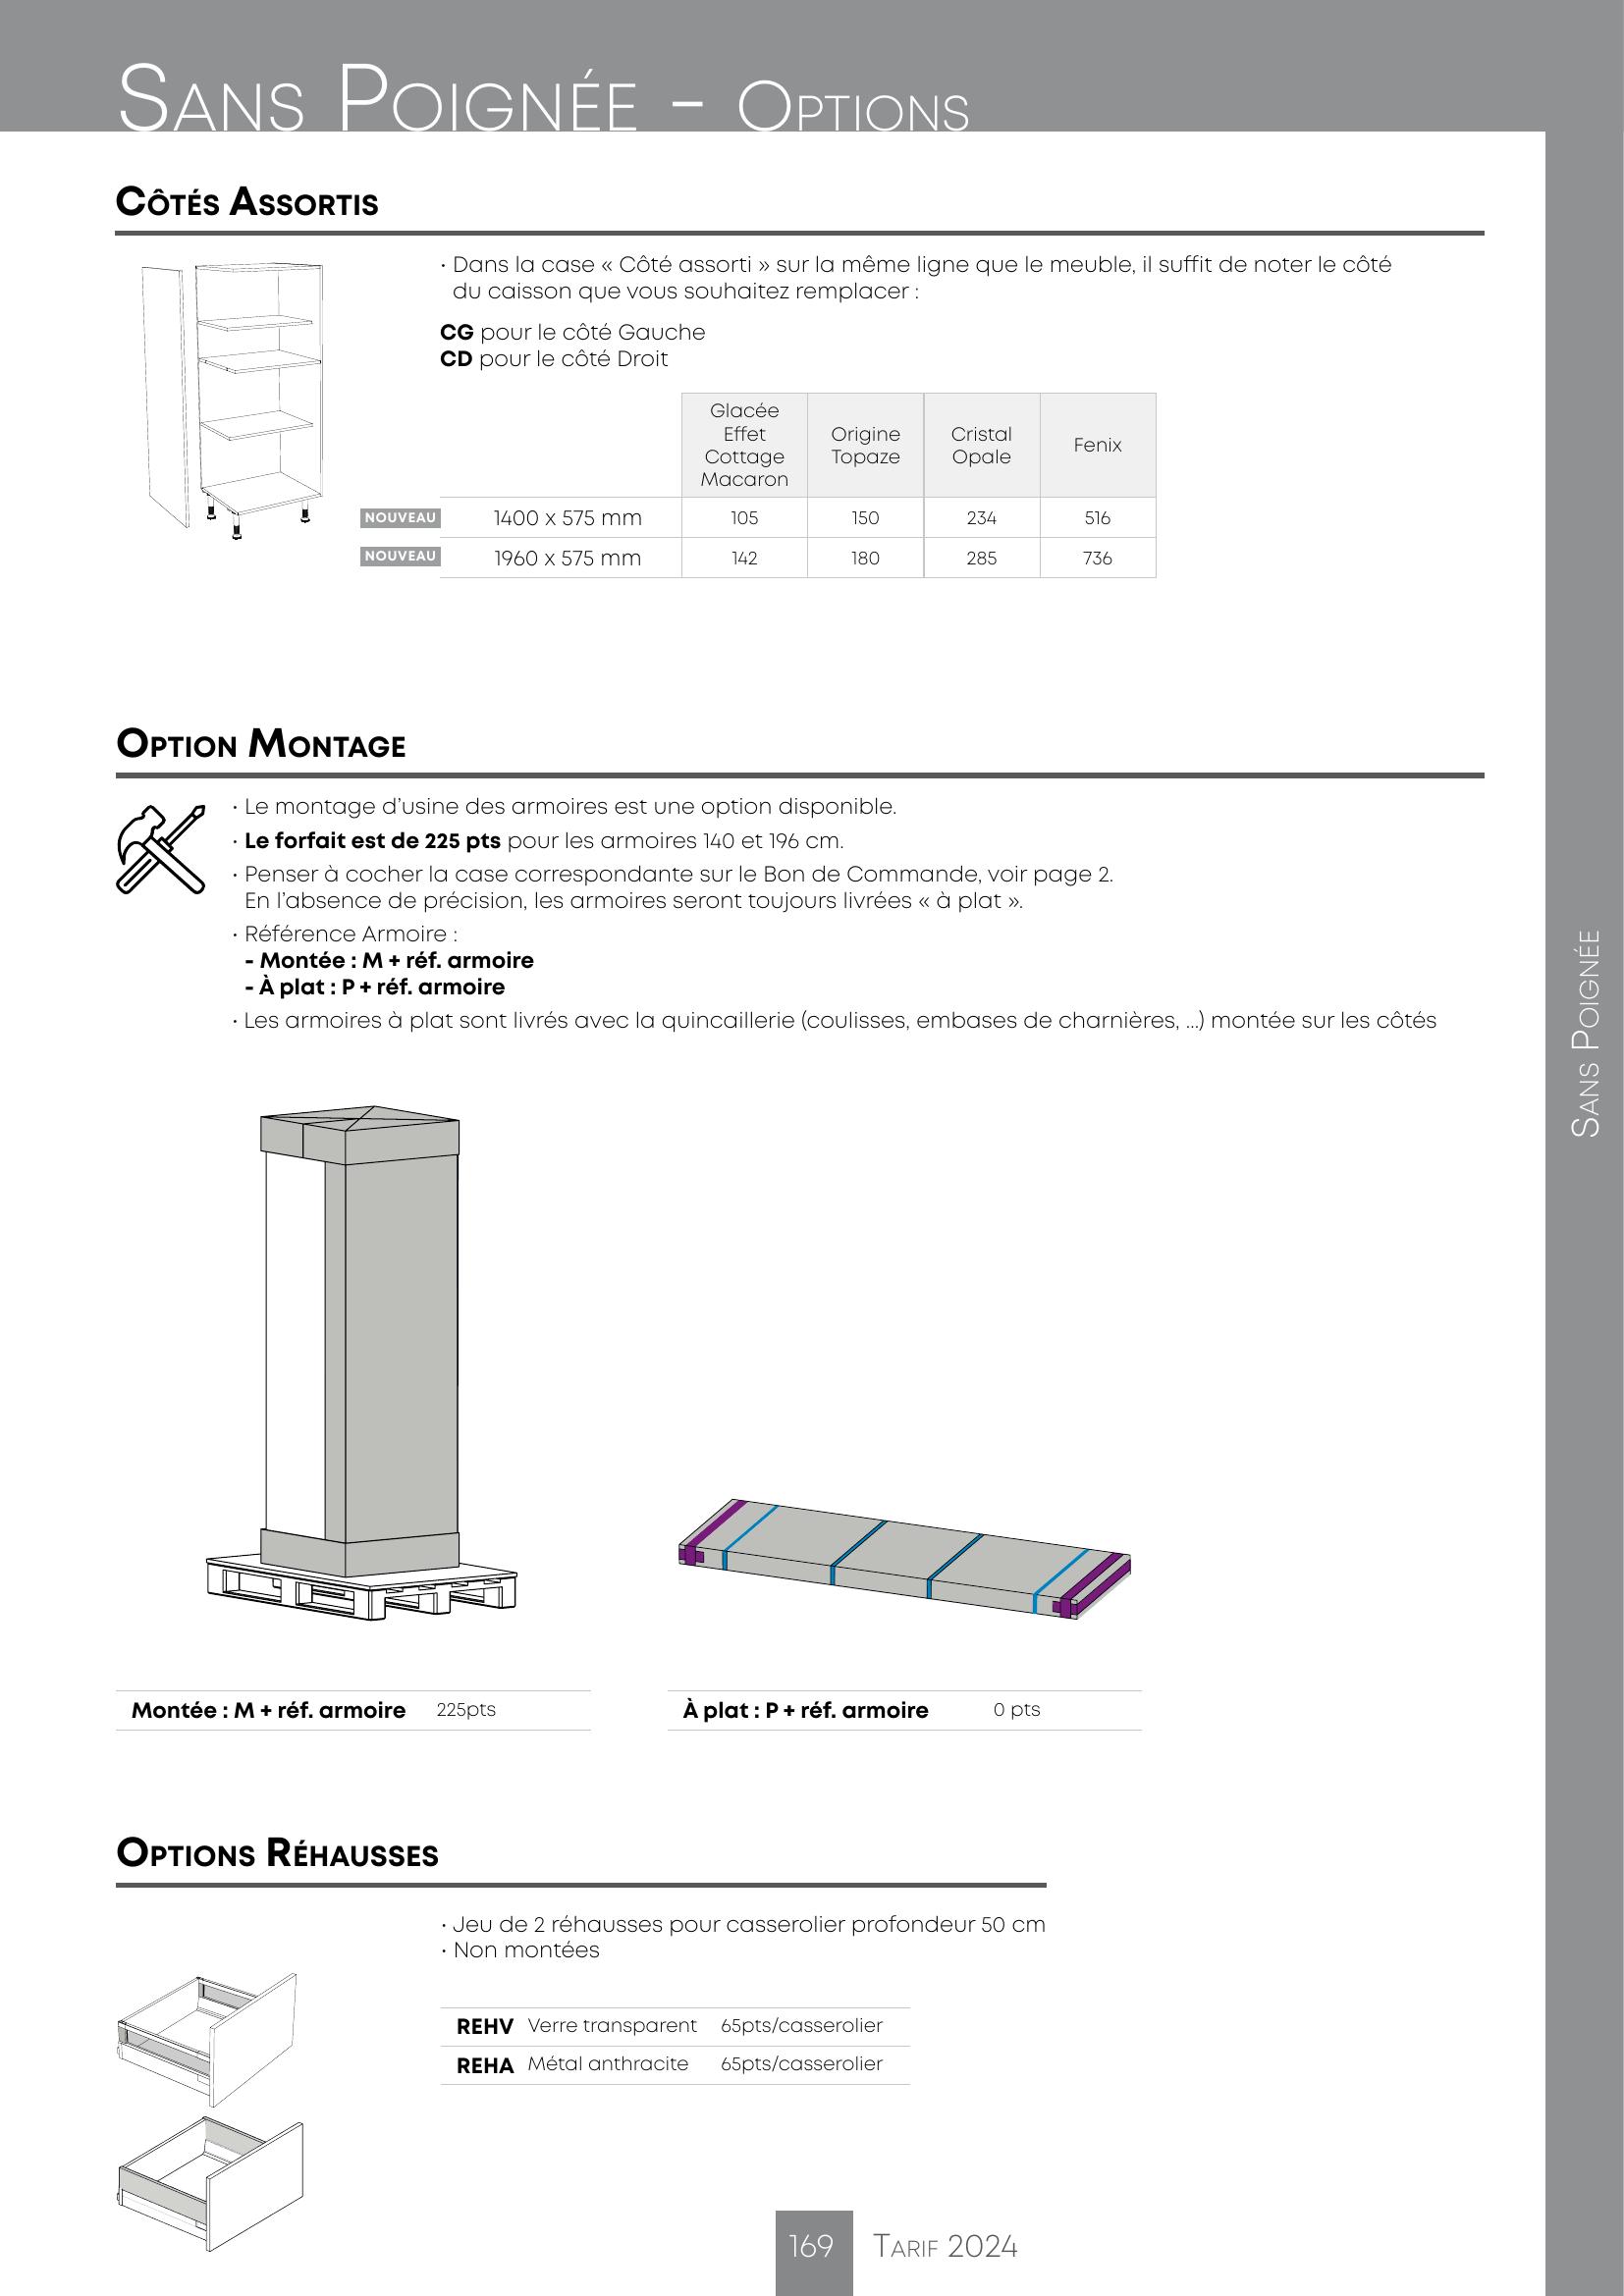 Sans Poignée - Options
Côtés Assortis
· Dans la case « Côté assorti » sur la même ligne que le meuble, il suffit de noter le côté
du caisson que vous souhaitez remplacer :
CG pour le côté Gauche
CD pour le côté Droit
Glacée
Effet
Cottage
Macaron
Origine
Topaze
Cristal
Opale
Fenix
NOUVEAU 1400 x 575 mm 105 150 234 516
NOUVEAU 1960 x 575 mm 142 180 285 736
Option Montage
· Le montage d'usine des armoires est une option disponible.
· Le forfait est de 225 pts pour les armoires 140 et 196 cm.
· Penser à cocher la case correspondante sur le Bon de Commande, voir page 2.
En l'absence de précision, les armoires seront toujours livrées « à plat ».
· Référence Armoire :
- Montée : M + réf. armoire
- À plat : P + réf. armoire
· Les armoires à plat sont livrés avec la quincaillerie (coulisses, embases de charnières, ...) montée sur les côtés
Sans Poignée
Montée : M + réf. armoire 225pts
À plat : P + réf. armoire 0 pts
Options Réhausses
· Jeu de 2 réhausses pour casserolier profondeur 50 cm
· Non montées
REHV Verre transparent 65pts/casserolier
REHA Métal anthracite 65pts/casserolier
169 Tarif 2024